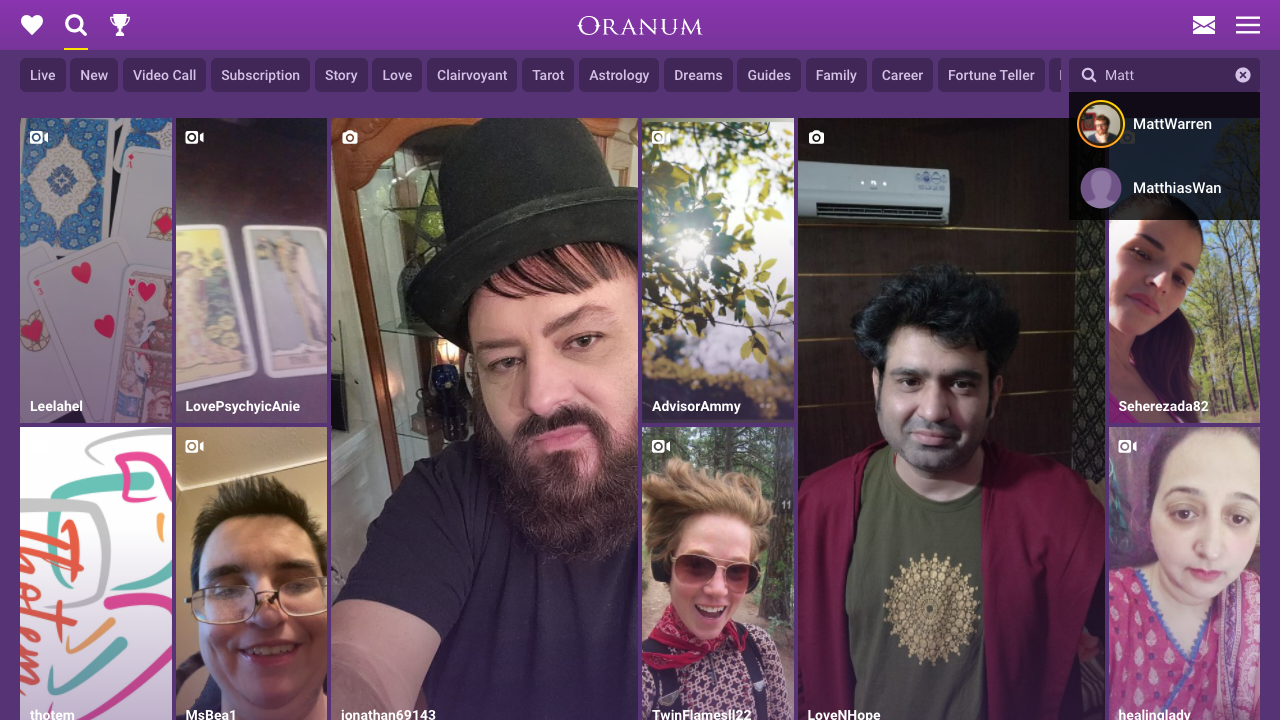 ORANUM
Live
New
Video Call
Subscription
Story
Love
Clairvoyant
Tarot
Astrology
Dreams
Guides
Family
Career
Fortune Teller
Matt
MattWarren
MatthiasWan
Leelahel
LovePsychyicAnie
AdvisorAmmy
Seherezada82
Thotem
thotem
MsBea1
jonathan69143
TwinFlamesII22
LoveNHope
healinglady